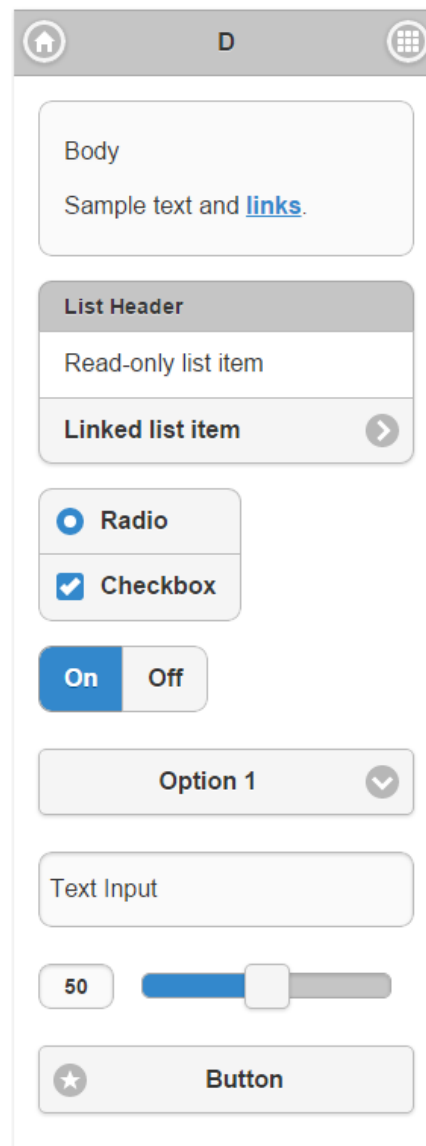 D
Body
Sample text and links.
List Header
Read-only list item
Linked list item
Radio
Checkbox
On Off
Option 1
Text Input
50
Button